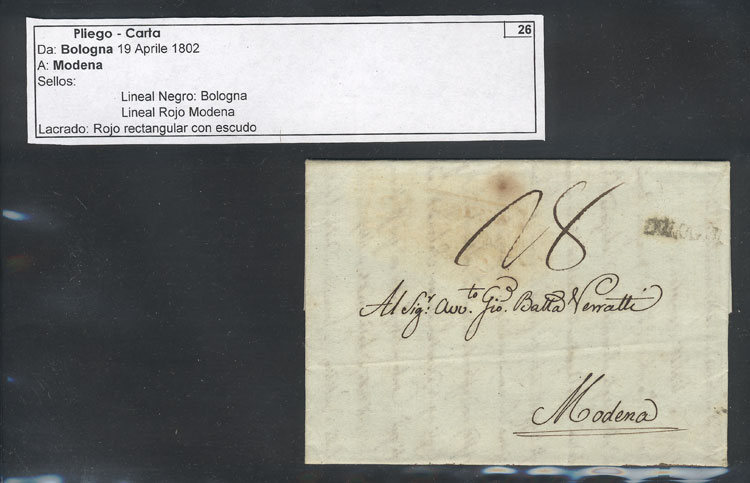 Pliego - Carta
26
Da: Bologna 19 Aprile 1802
A: Modena
Sellos:
Lineal Negro: Bologna
Lineal Rojo Modena
Lacrado: Rojo rectangular con escudo
28
Al Sig.r Avv.to Gio. Batta Verratti
Modena